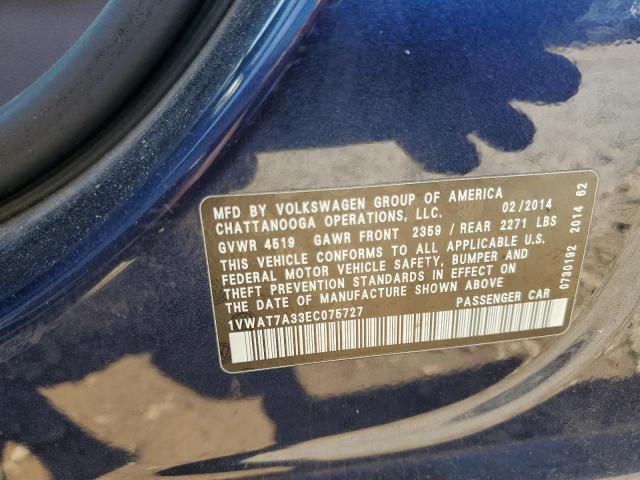 MFD BY VOLKSWAGEN GROUP OF AMERICA
CHATTANOOGA OPERATIONS, LLC. 02/2014
GVWR 4519 GAWR FRONT 2359 / REAR 2271 LBS
THIS VEHICLE CONFORMS TO ALL APPLICABLE U.S.
FEDERAL MOTOR VEHICLE SAFETY, BUMPER AND
THEFT PREVENTION STANDARDS IN EFFECT ON
THE DATE OF MANUFACTURE SHOWN ABOVE
1VWAT7A33EC075727 PASSENGER CAR
0730192 2014 62